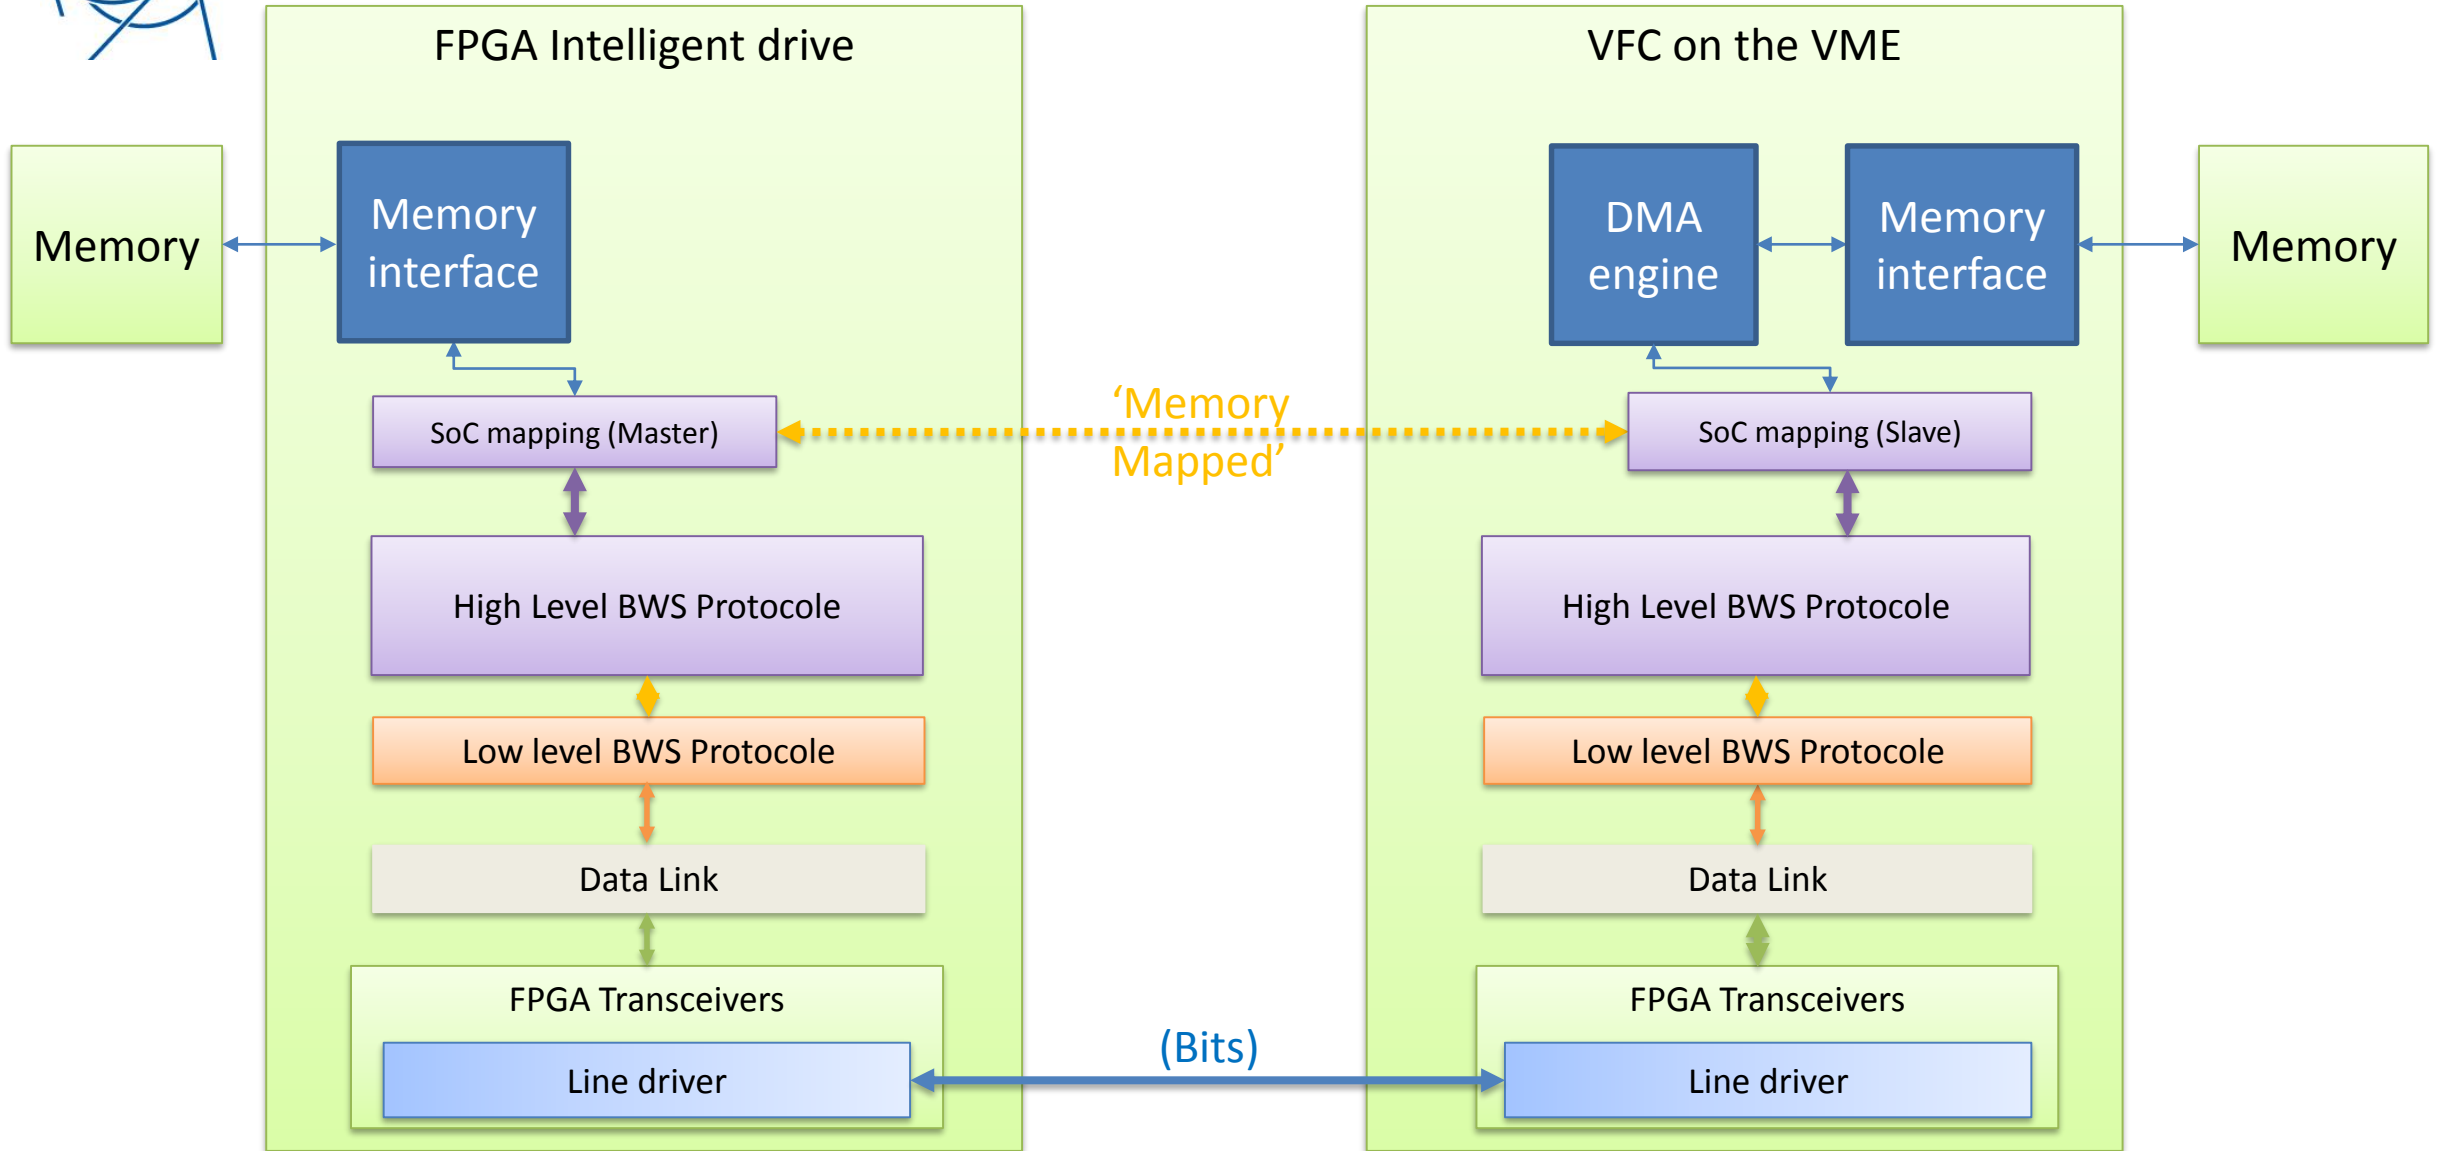 FPGA Intelligent drive
VFC on the VME
Memory
Memory
interface
DMA
engine
Memory
interface
Memory
SoC mapping (Master)
‘Memory
Mapped’
SoC mapping (Slave)
High Level BWS Protocole
High Level BWS Protocole
Low level BWS Protocole
Low level BWS Protocole
Data Link
Data Link
FPGA Transceivers
FPGA Transceivers
(Bits)
Line driver
Line driver